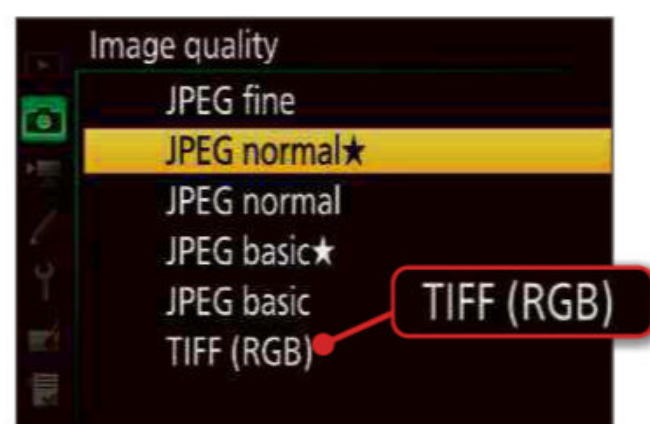 Image quality
JPEG fine
JPEG normal★
JPEG normal
JPEG basic★
JPEG basic
TIFF (RGB)
TIFF (RGB)